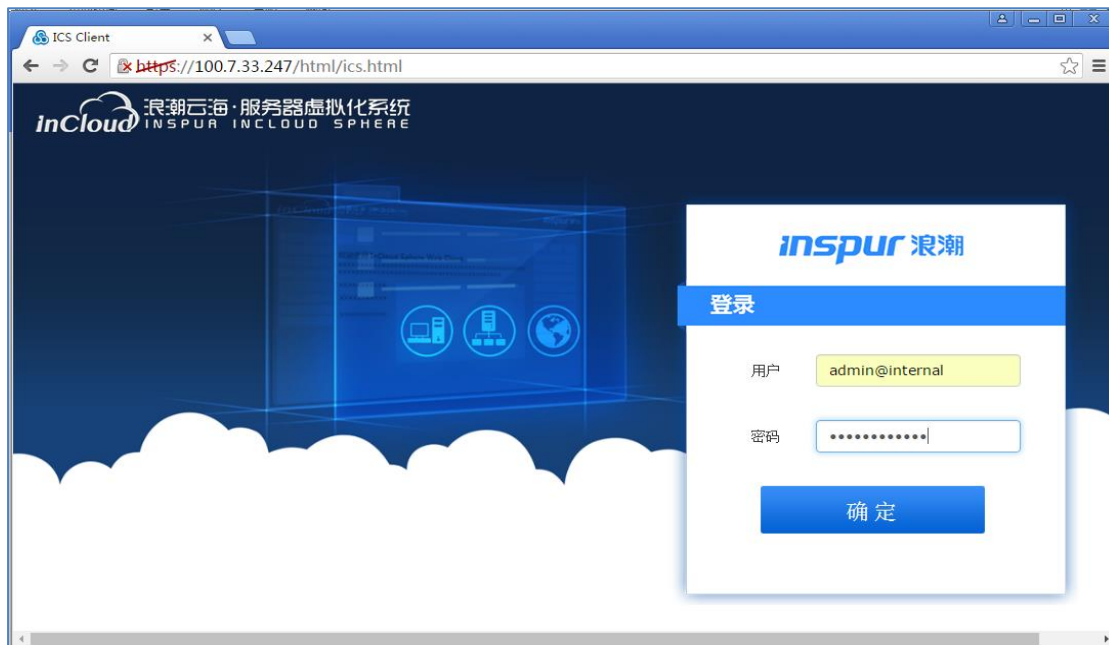 ICS Client
https://100.7.33.247/html/ics.html
inCloud 浪潮云海·服务器虚拟化系统
INSPUR INCLOUD SPHERE
inspur 浪潮
登录
用户 admin@internal
密码 ••••••••••••
确定